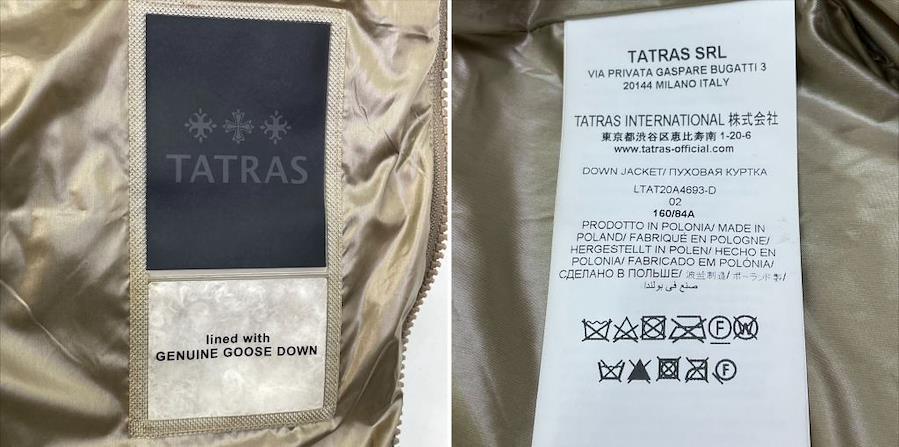 TATRAS
lined with
GENUINE GOOSE DOWN
TATRAS SRL
VIA PRIVATA GASPARE BUGATTI 3
20144 MILANO ITALY
TATRAS INTERNATIONAL 株式会社
東京都渋谷区恵比寿南 1-20-6
www.tatras-official.com
DOWN JACKET/ ПУХОВАЯ КУРТКА
LTAT20A4693-D
02
160/84A
PRODOTTO IN POLONIA/ MADE IN
POLAND/ FABRIQUÉ EN POLOGNE/
HERGESTELLT IN POLEN/ HECHO EN
POLONIA/ FABRICADO EM POLÓNIA/
СДЕЛАНО В ПОЛЬШЕ/ 波兰制造/ ポーランド製/
صنع في بولندا
F W
F